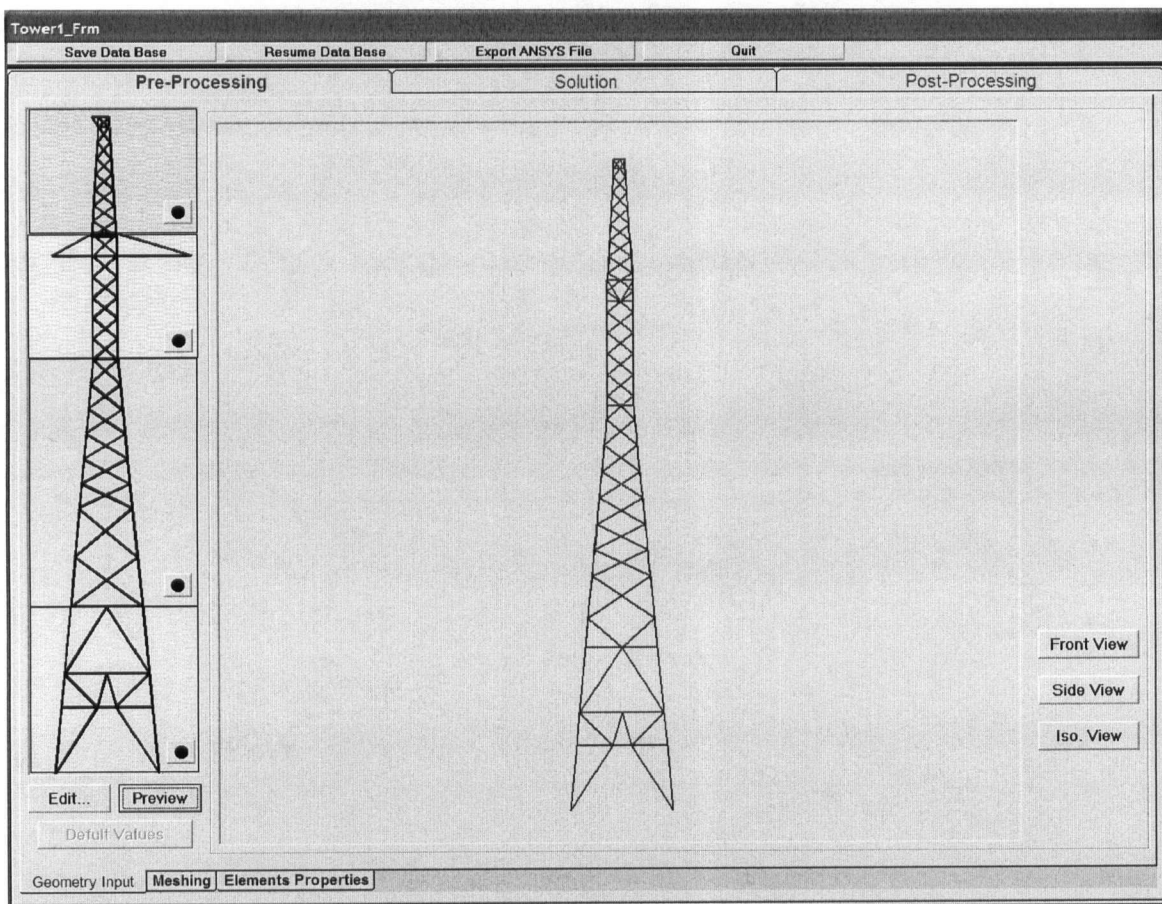 Tower1_Frm
Save Data Base Resume Data Base Export ANSYS File Quit
Pre-Processing Solution Post-Processing
Front View
Side View
Iso. View
Edit... Preview
Defult Values
Geometry Input Meshing Elements Properties